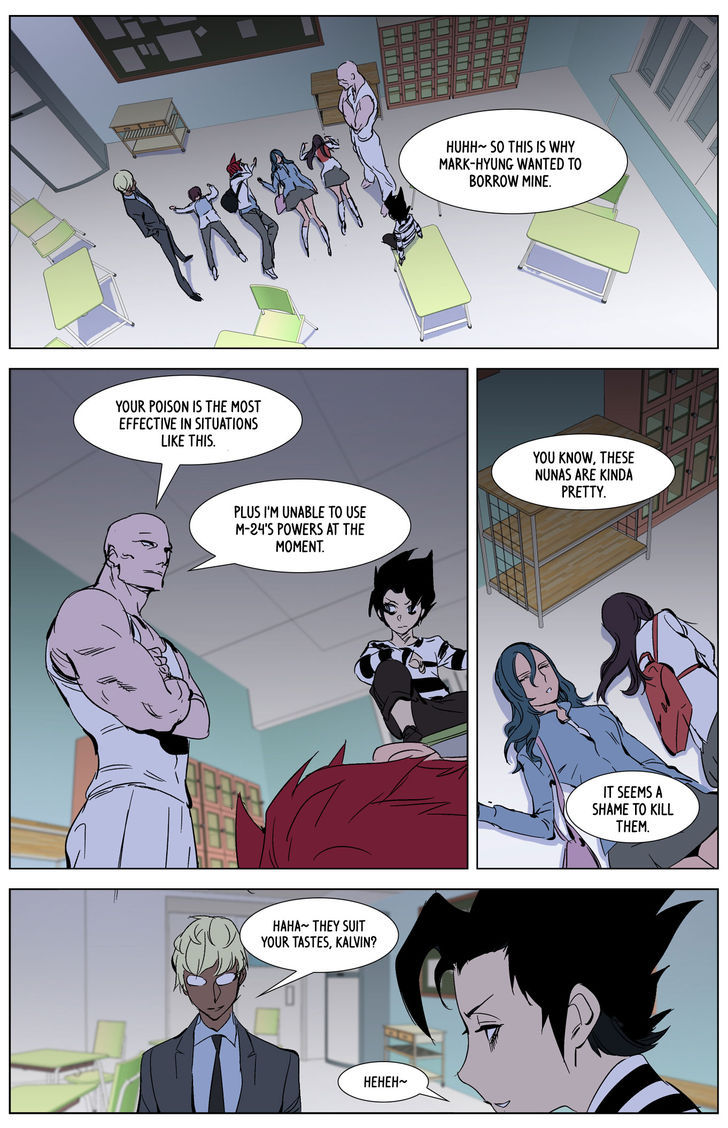 HUHH~ SO THIS IS WHY
MARK-HYUNG WANTED TO
BORROW MINE.
YOUR POISON IS THE MOST
EFFECTIVE IN SITUATIONS
LIKE THIS.
PLUS I'M UNABLE TO USE
M-24'S POWERS AT THE
MOMENT.
YOU KNOW, THESE
NUNAS ARE KINDA
PRETTY.
IT SEEMS A
SHAME TO KILL
THEM.
HAHA~ THEY SUIT
YOUR TASTES, KALVIN?
HEHEH~